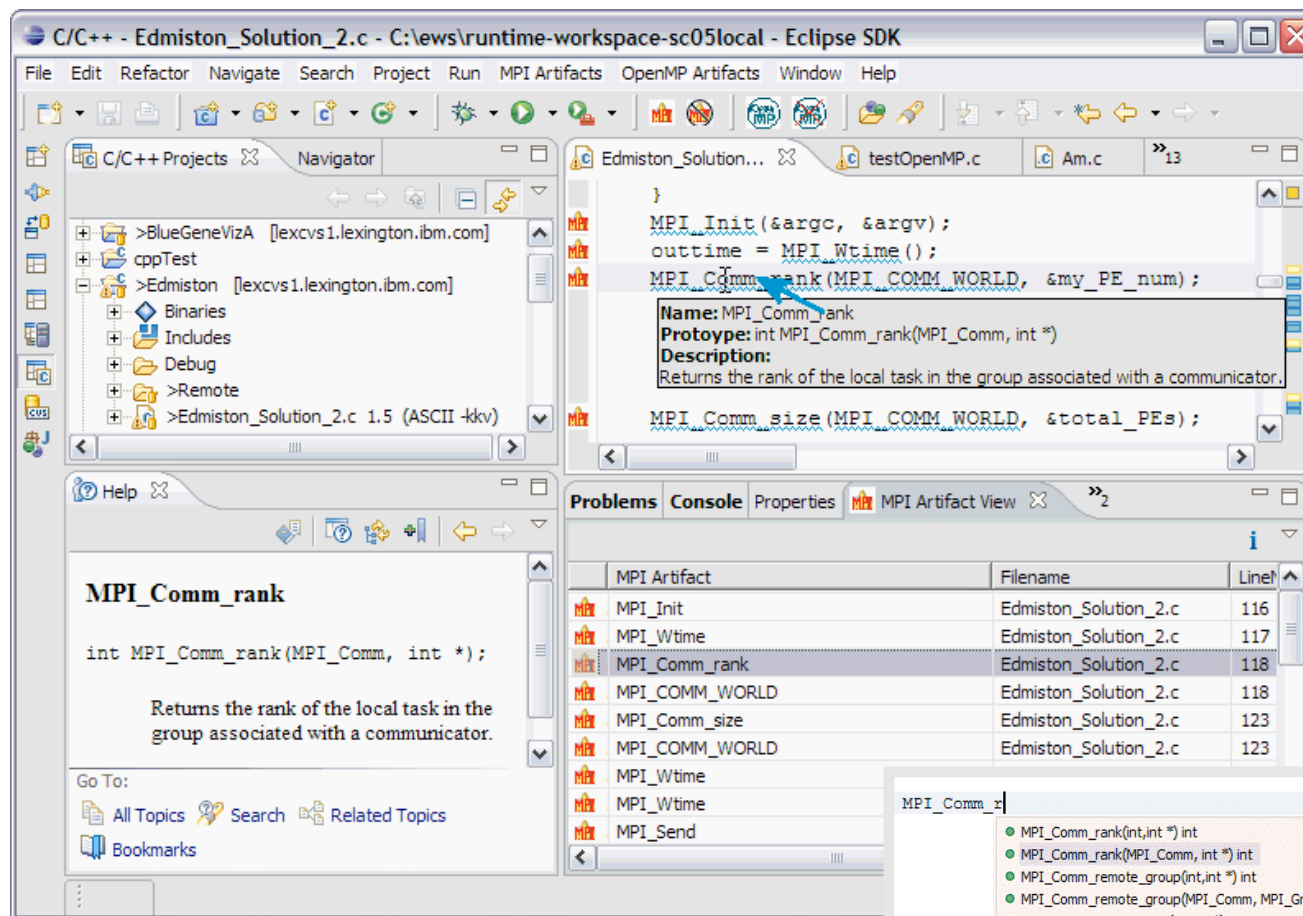 C/C++ - Edmiston_Solution_2.c - C:\ews\runtime-workspace-sc05local - Eclipse SDK
File Edit Refactor Navigate Search Project Run MPI Artifacts OpenMP Artifacts Window Help
C/C++ Projects Navigator
>BlueGeneVizA [lexcvs1.lexington.ibm.com]
cppTest
>Edmiston [lexcvs1.lexington.ibm.com]
Binaries
Includes
Debug
>Remote
>Edmiston_Solution_2.c 1.5 (ASCII -kkv)
Edmiston_Solution... testOpenMP.c Am.c »13
}
MPI_Init(&argc, &argv);
outtime = MPI_Wtime();
MPI_Comm_rank(MPI_COMM_WORLD, &my_PE_num);
Name: MPI_Comm_rank
Protoype: int MPI_Comm_rank(MPI_Comm, int *)
Description:
Returns the rank of the local task in the group associated with a communicator.
MPI_Comm_size(MPI_COMM_WORLD, &total_PEs);
Help
MPI_Comm_rank
int MPI_Comm_rank(MPI_Comm, int *);
Returns the rank of the local task in the
group associated with a communicator.
Go To:
All Topics Search Related Topics
Bookmarks
Problems Console Properties MPI Artifact View »2
MPI Artifact Filename
MPI_Init Edmiston_Solution_2.c 116
MPI_Wtime Edmiston_Solution_2.c 117
MPI_Comm_rank Edmiston_Solution_2.c 118
MPI_COMM_WORLD Edmiston_Solution_2.c 118
MPI_Comm_size Edmiston_Solution_2.c 123
MPI_COMM_WORLD Edmiston_Solution_2.c 123
MPI_Wtime
MPI_Wtime
MPI_Send
MPI_Comm_r
MPI_Comm_rank(int,int *) int
MPI_Comm_rank(MPI_Comm, int *) int
MPI_Comm_remote_group(int,int *) int
MPI_Comm_remote_group(MPI_Comm, MPI_Gr